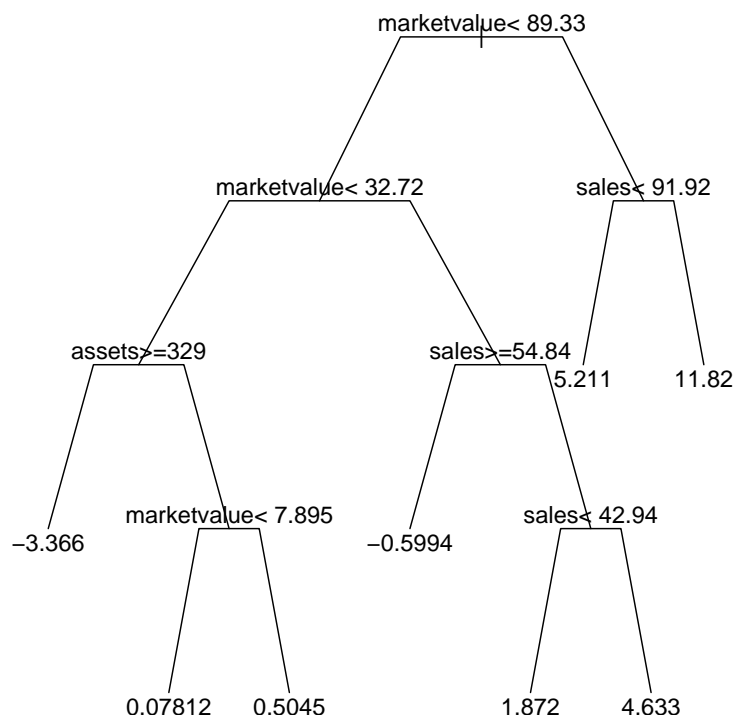 marketvalue< 89.33
marketvalue< 32.72
sales< 91.92
assets>=329
sales>=54.84
5.211
11.82
−3.366
marketvalue< 7.895
−0.5994
sales< 42.94
0.07812
0.5045
1.872
4.633